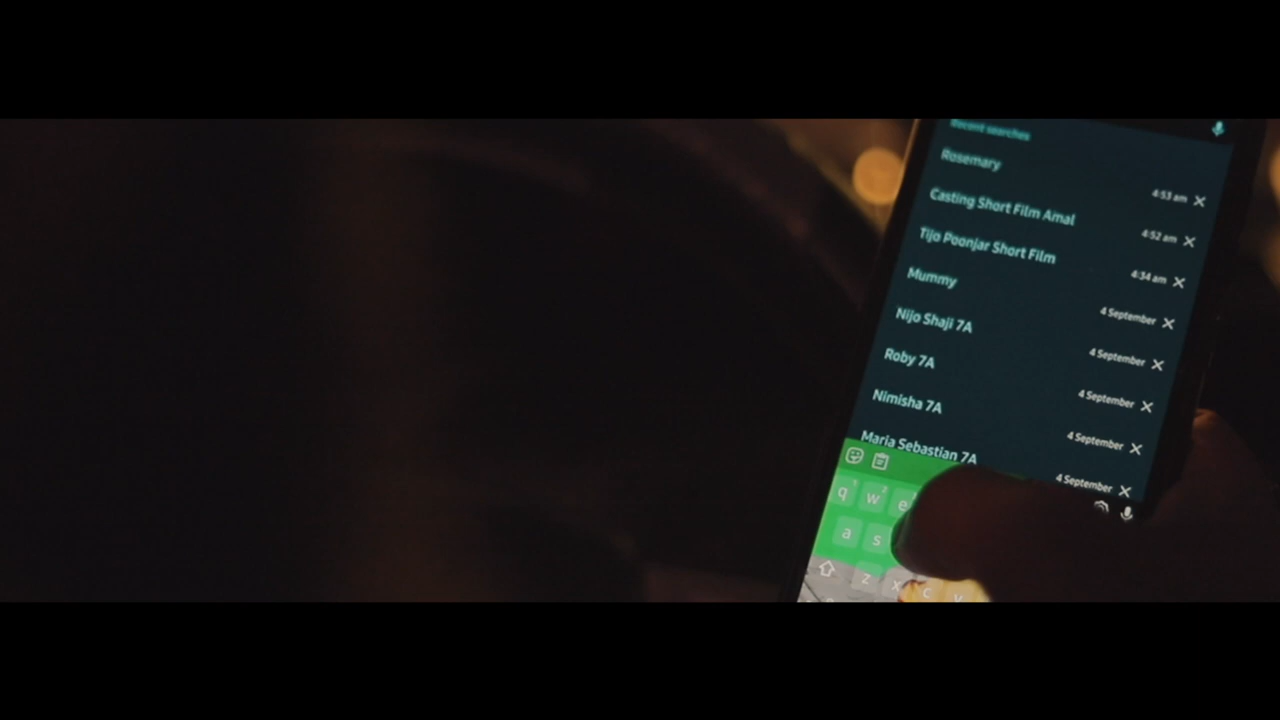 Recent searches
Rosemary
4:53 am
Casting Short Film Amal
4:52 am
Tijo Poonjar Short Film
4:34 am
Mummy
4 September
Nijo Shaji 7A
4 September
Roby 7A
4 September
Nimisha 7A
4 September
Maria Sebastian 7A
4 September
q w e
a s
z x c v